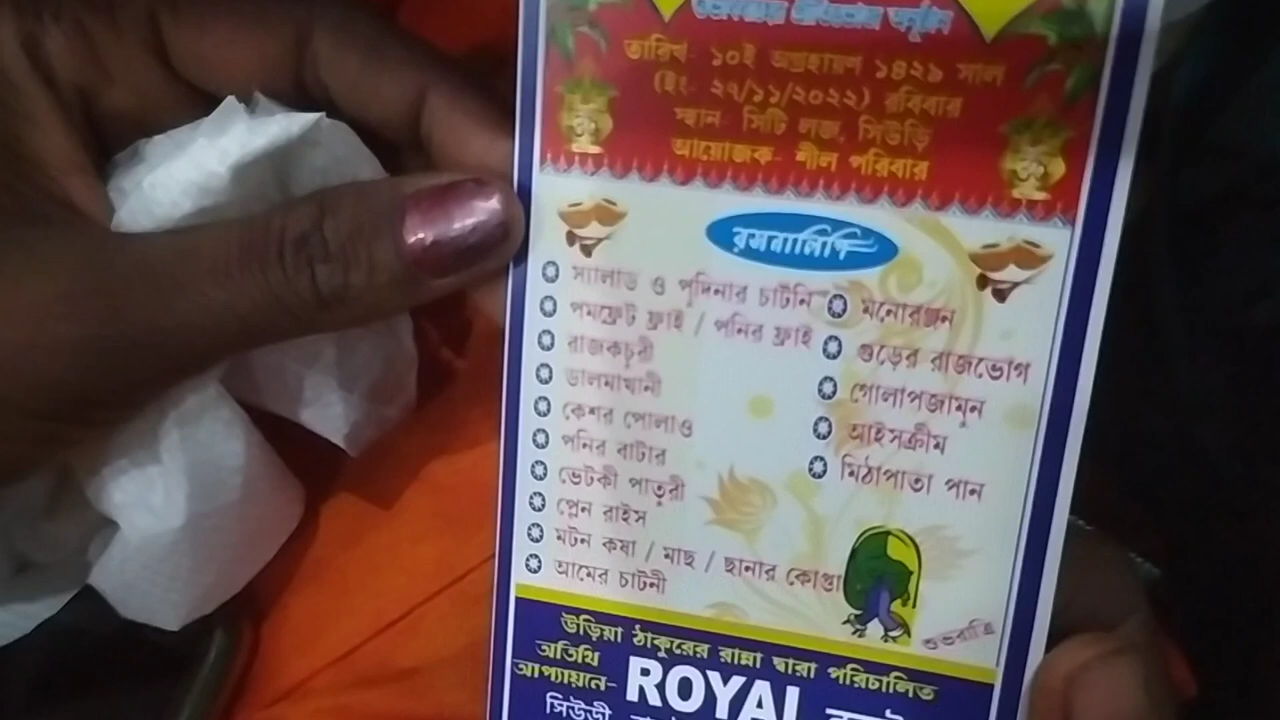 শুভবিবাহের প্রীতিভোজ অনুষ্ঠান
তারিখ- ১০ই অগ্রহায়ণ ১৪২৯ সাল
(ইং- ২৭/১১/২০২২) রবিবার
স্থান- সিটি লজ, সিউড়ি
আয়োজক- শীল পরিবার
রসনালিপি
স্যালাড ও পুদিনার চাটনি
পমফ্রেট ফ্রাই / পনির ফ্রাই
রাজকচুরী
ডালমাখানী
কেশর পোলাও
পনির বাটার
ভেটকী পাতুরী
প্লেন রাইস
মটন কষা / মাছ / ছানার কোপ্তা
আমের চাটনী
মনোরঞ্জন
গুড়ের রাজভোগ
গোলাপজামুন
আইসক্রীম
মিঠাপাতা পান
শুভরাত্রি
উড়িয়া ঠাকুরের রান্না দ্বারা পরিচালিত
অতিথি
আপ্যায়নে-
ROYAL
সিউড়ী